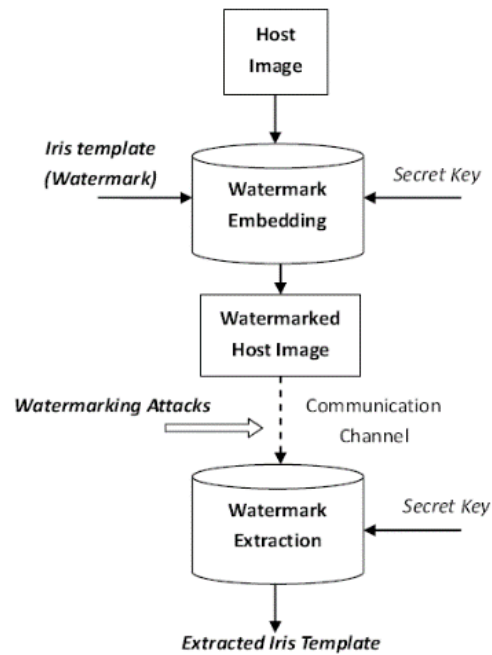 Host
Image
Iris template
(Watermark)
Watermark
Embedding
Secret Key
Watermarked
Host Image
Watermarking Attacks
Communication
Channel
Watermark
Extraction
Secret Key
Extracted Iris Template